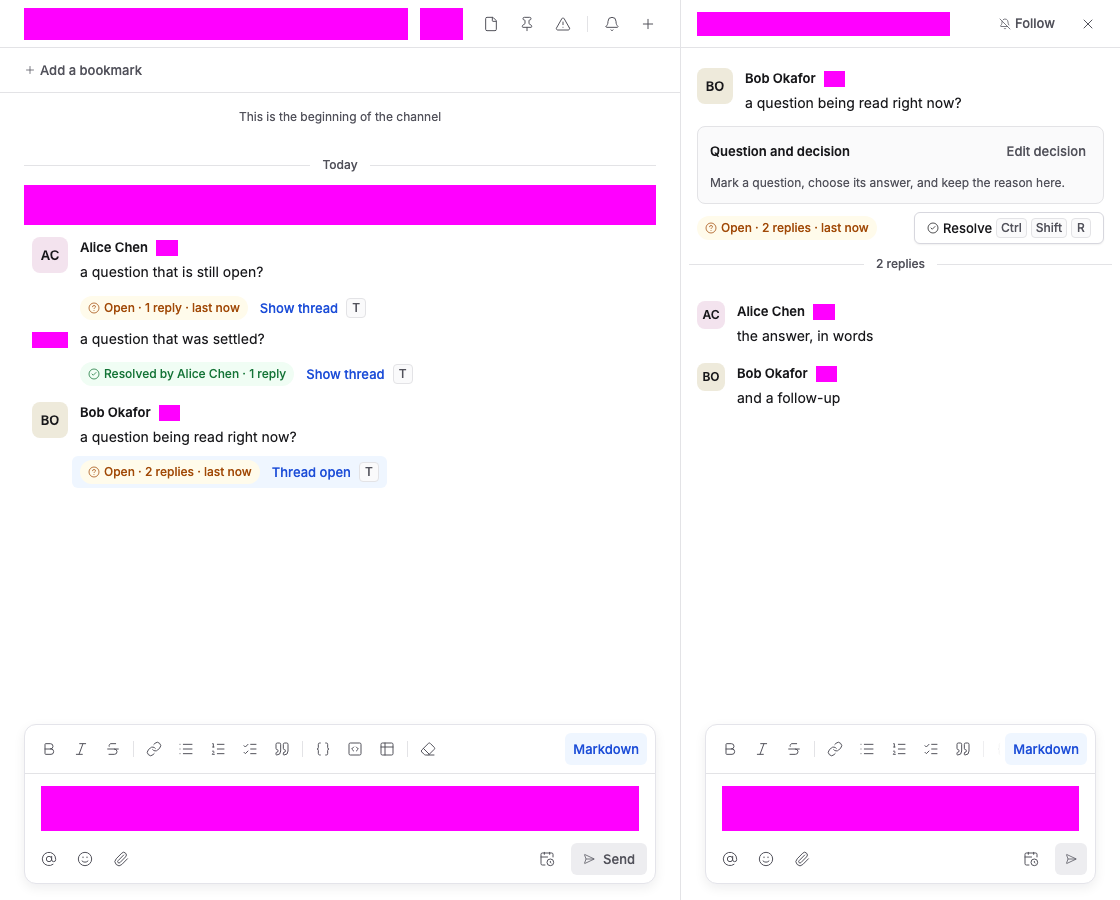 Add a bookmark
This is the beginning of the channel
Today
AC
Alice Chen
a question that is still open?
Open · 1 reply · last now
Show thread
T
a question that was settled?
Resolved by Alice Chen · 1 reply
Show thread
T
BO
Bob Okafor
a question being read right now?
Open · 2 replies · last now
Thread open
T
Markdown
Send
Follow
BO
Bob Okafor
a question being read right now?
Question and decision
Edit decision
Mark a question, choose its answer, and keep the reason here.
Open · 2 replies · last now
Resolve Ctrl Shift R
2 replies
AC
Alice Chen
the answer, in words
BO
Bob Okafor
and a follow-up
Markdown